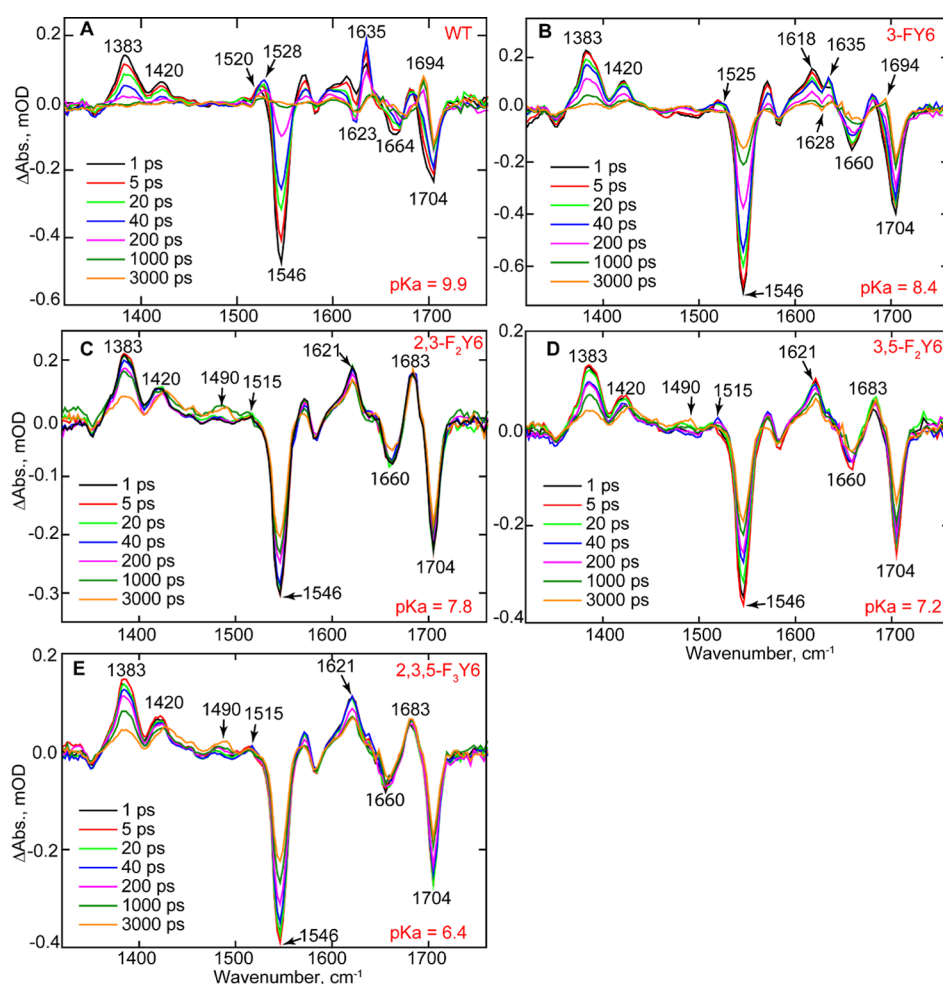 A
WT
1383
1420
1520
1528
1635
1694
1623
1664
1704
1546
0.2
0.0
-0.2
-0.4
-0.6
ΔAbs., mOD
1 ps
5 ps
20 ps
40 ps
200 ps
1000 ps
3000 ps
pKa = 9.9
1400 1500 1600 1700
B
3-FY6
1383
1420
1525
1618
1635
1694
1628
1660
1704
1546
0.2
0.0
-0.2
-0.4
-0.6
ΔAbs., mOD
1 ps
5 ps
20 ps
40 ps
200 ps
1000 ps
3000 ps
pKa = 8.4
1400 1500 1600 1700
C
2,3-F₂Y6
1383
1420
1490
1515
1621
1683
1660
1704
1546
0.2
0.0
-0.1
-0.2
-0.3
ΔAbs., mOD
1 ps
5 ps
20 ps
40 ps
200 ps
1000 ps
3000 ps
pKa = 7.8
1400 1500 1600 1700
D
3,5-F₂Y6
1383
1420
1490
1515
1621
1683
1660
1704
1546
0.2
0.0
-0.2
-0.4
ΔAbs., mOD
1 ps
5 ps
20 ps
40 ps
200 ps
1000 ps
3000 ps
pKa = 7.2
1400 1500 1600 1700
Wavenumber, cm⁻¹
E
2,3,5-F₃Y6
1383
1420
1490
1515
1621
1683
1660
1704
1546
0.2
0.0
-0.2
-0.4
ΔAbs., mOD
1 ps
5 ps
20 ps
40 ps
200 ps
1000 ps
3000 ps
pKa = 6.4
1400 1500 1600 1700
Wavenumber, cm⁻¹